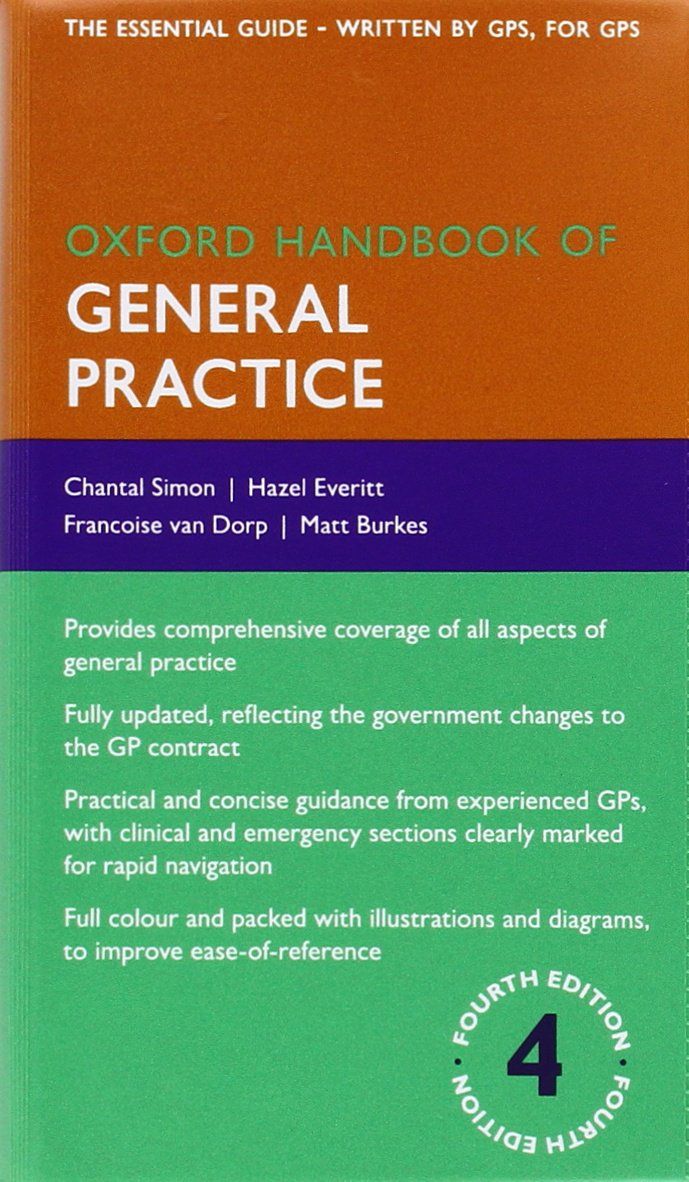 THE ESSENTIAL GUIDE - WRITTEN BY GPS, FOR GPS
OXFORD HANDBOOK OF
GENERAL
PRACTICE
Chantal Simon | Hazel Everitt
Francoise van Dorp | Matt Burkes
Provides comprehensive coverage of all aspects of
general practice
Fully updated, reflecting the government changes to
the GP contract
Practical and concise guidance from experienced GPs,
with clinical and emergency sections clearly marked
for rapid navigation
Full colour and packed with illustrations and diagrams,
to improve ease-of-reference
FOURTH EDITION · FOURTH EDITION ·
4